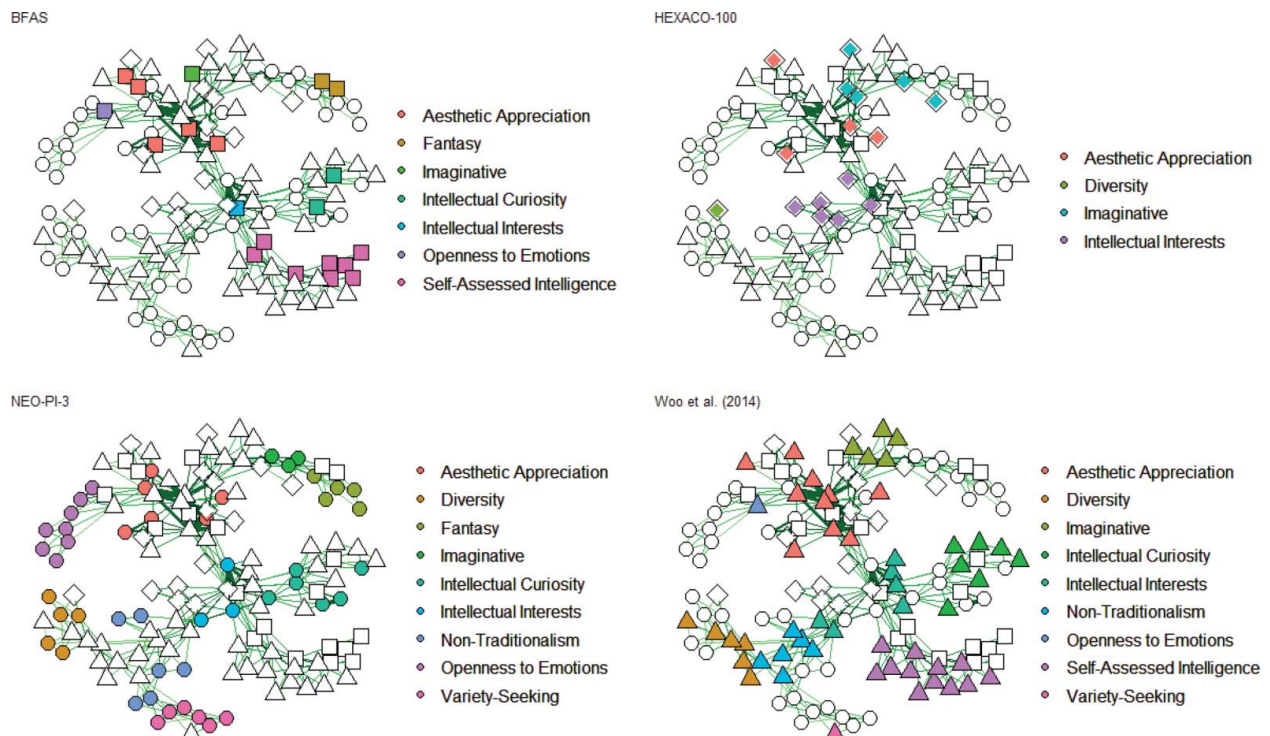 BFAS
Aesthetic Appreciation
Fantasy
Imaginative
Intellectual Curiosity
Intellectual Interests
Openness to Emotions
Self-Assessed Intelligence
HEXACO-100
Aesthetic Appreciation
Diversity
Imaginative
Intellectual Interests
NEO-PI-3
Aesthetic Appreciation
Diversity
Fantasy
Imaginative
Intellectual Curiosity
Intellectual Interests
Non-Traditionalism
Openness to Emotions
Variety-Seeking
Woo et al. (2014)
Aesthetic Appreciation
Diversity
Imaginative
Intellectual Curiosity
Intellectual Interests
Non-Traditionalism
Openness to Emotions
Self-Assessed Intelligence
Variety-Seeking